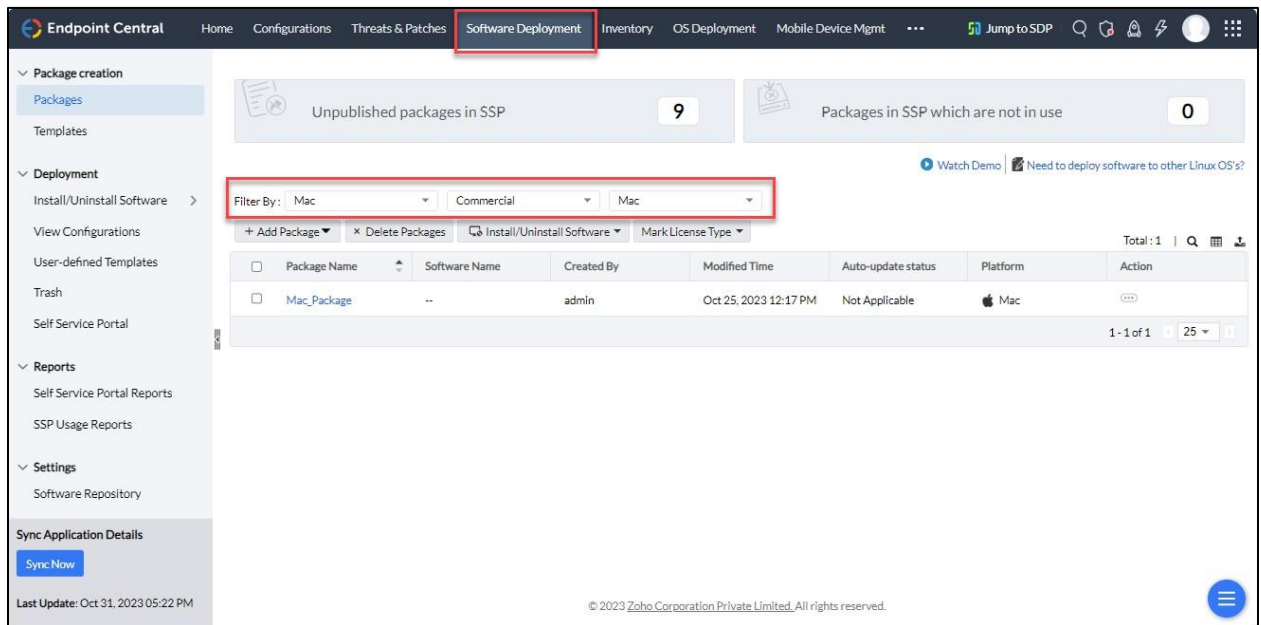 Endpoint Central Home Configurations Threats & Patches Software Deployment Inventory OS Deployment Mobile Device Mgmt ••• Jump to SDP
Package creation
Packages
Templates
Deployment
Install/Uninstall Software
View Configurations
User-defined Templates
Trash
Self Service Portal
Reports
Self Service Portal Reports
SSP Usage Reports
Settings
Software Repository
Sync Application Details
Sync Now
Last Update: Oct 31, 2023 05:22 PM
Unpublished packages in SSP 9 Packages in SSP which are not in use 0
Watch Demo Need to deploy software to other Linux OS's?
Filter By : Mac Commercial Mac
+ Add Package × Delete Packages Install/Uninstall Software Mark License Type
Total : 1 |
Package Name Software Name Created By Modified Time Auto-update status Platform Action
Mac_Package -- admin Oct 25, 2023 12:17 PM Not Applicable Mac
1 - 1 of 1 25
© 2023 Zoho Corporation Private Limited. All rights reserved.